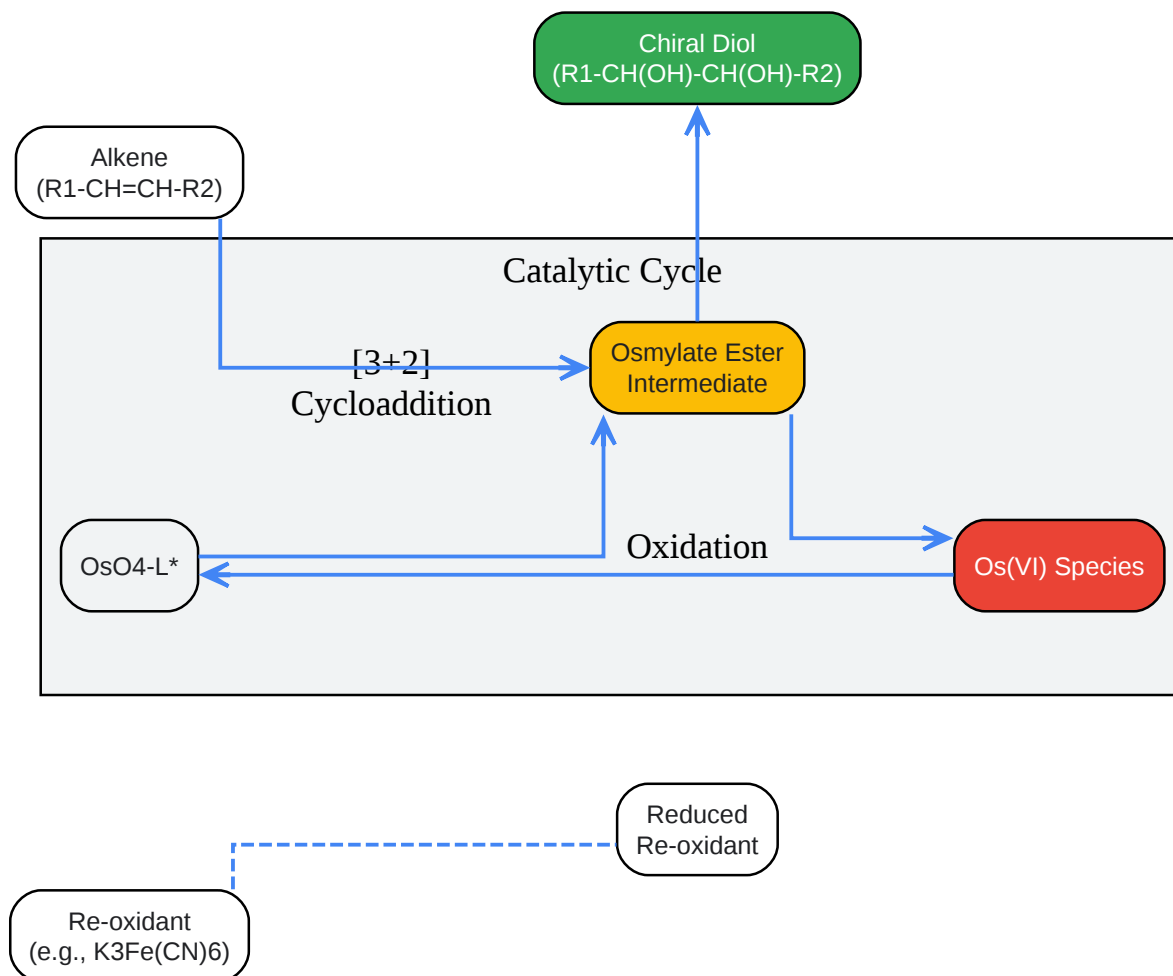 Chiral Diol
(R1-CH(OH)-CH(OH)-R2)
Alkene
(R1-CH=CH-R2)
Catalytic Cycle
[3+2]
Cycloaddition
Osmylate Ester
Intermediate
OsO4-L*
Oxidation
Os(VI) Species
Reduced
Re-oxidant
Re-oxidant
(e.g., K3Fe(CN)6)